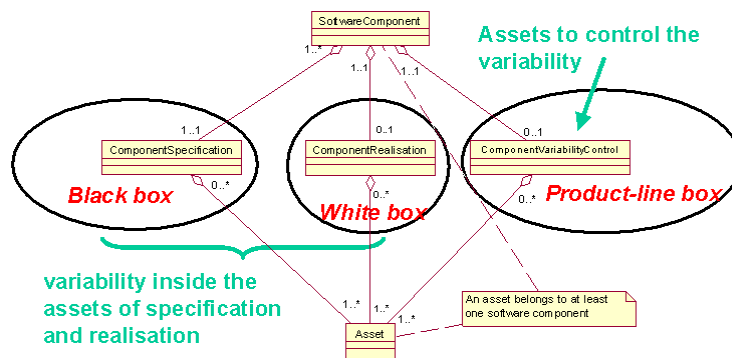 SoftwareComponent
Assets to control the
variability
1..*
1..1
1..1
1..1
0..1
0..1
ComponentSpecification
ComponentRealisation
ComponentVariabilityControl
0..*
0..*
0..*
Black box
White box
Product-line box
variability inside the
assets of specification
and realisation
1..*
1..*
1..*
An asset belongs to at least
one software component
Asset